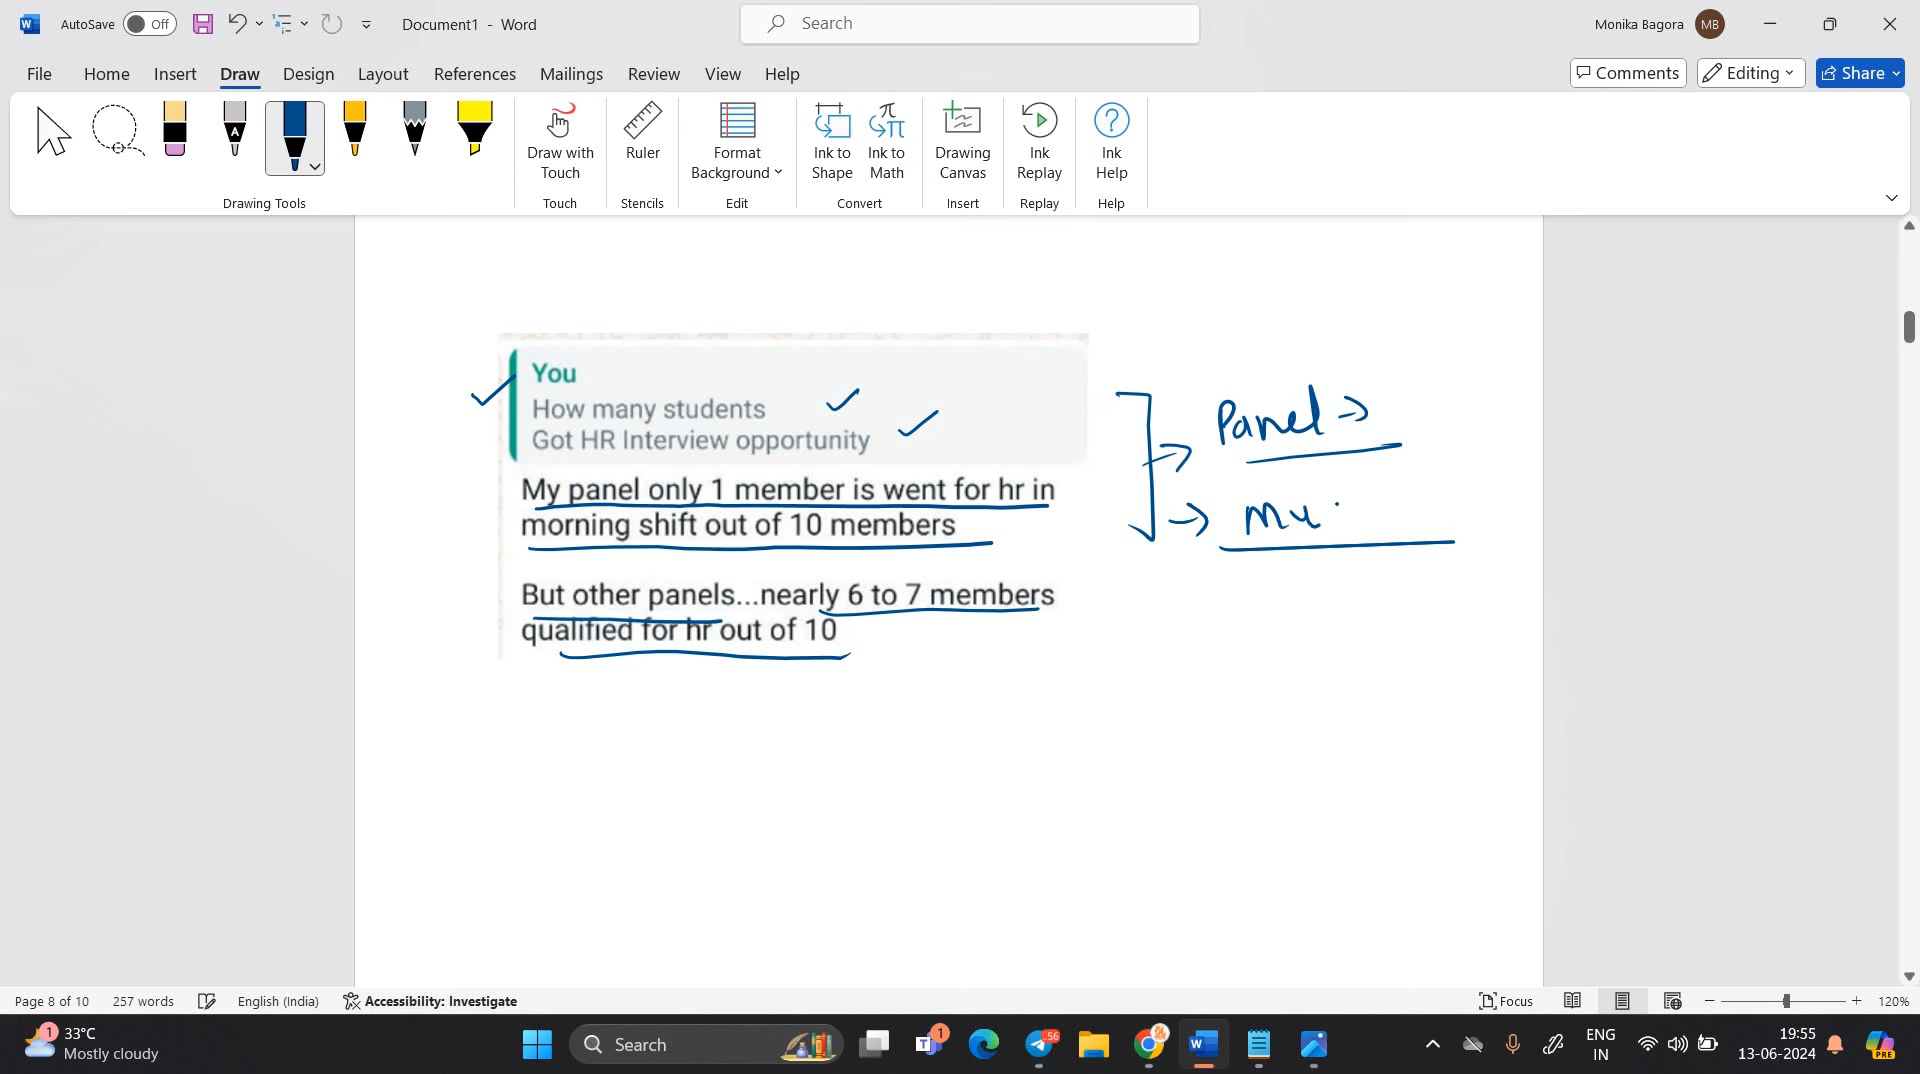 AutoSave Off Document1 - Word Search Monika Bagora MB
File Home Insert Draw Design Layout References Mailings Review View Help Comments Editing Share
Draw with Touch
Ruler
Format Background
Ink to Shape
Ink to Math
Drawing Canvas
Ink Replay
Ink Help
Drawing Tools Touch Stencils Edit Convert Insert Replay Help
You
How many students
Got HR Interview opportunity
My panel only 1 member is went for hr in
morning shift out of 10 members
But other panels...nearly 6 to 7 members
qualified for hr out of 10
Panel →
→ my
Page 8 of 10 257 words English (India) Accessibility: Investigate Focus 120%
1 33°C
Mostly cloudy
Search
1
56
ENG
IN
19:55
13-06-2024
PRE